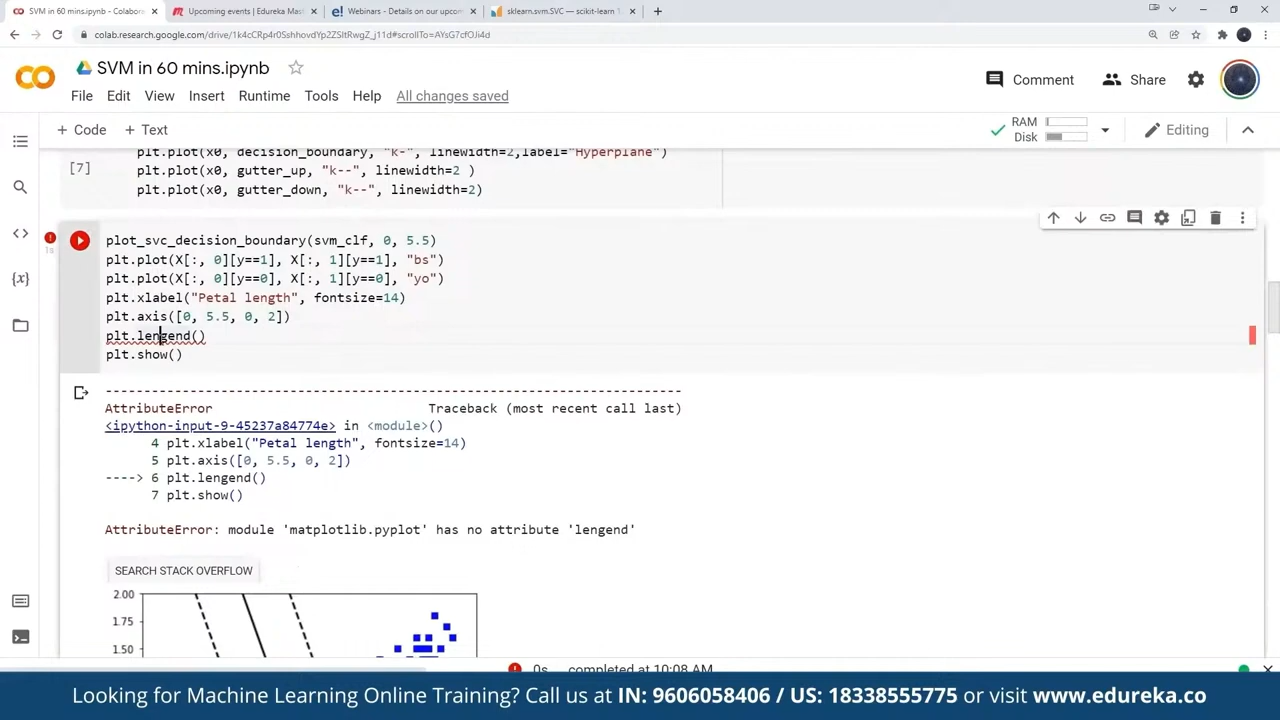 SVM in 60 mins.ipynb - Colabora
Upcoming events | Edureka Mas
Webinars - Details on our upcom
sklearn.svm.SVC — scikit-learn 1
colab.research.google.com/drive/1k4cCRp4r0SshhovdYp2ZSItRwgZ_j11d#scrollTo=AYsG7cfOJi4d
SVM in 60 mins.ipynb
Comment
Share
File Edit View Insert Runtime Tools Help All changes saved
+ Code + Text
RAM
Disk
Editing
plt.plot(x0, decision_boundary, "k-", linewidth=2,label="Hyperplane")
[7]
plt.plot(x0, gutter_up, "k--", linewidth=2 )
plt.plot(x0, gutter_down, "k--", linewidth=2)
plot_svc_decision_boundary(svm_clf, 0, 5.5)
1s
plt.plot(X[:, 0][y==1], X[:, 1][y==1], "bs")
plt.plot(X[:, 0][y==0], X[:, 1][y==0], "yo")
plt.xlabel("Petal length", fontsize=14)
plt.axis([0, 5.5, 0, 2])
plt.lengend()
plt.show()
---------------------------------------------------------------------------
AttributeError Traceback (most recent call last)
<ipython-input-9-45237a84774e> in <module>()
4 plt.xlabel("Petal length", fontsize=14)
5 plt.axis([0, 5.5, 0, 2])
----> 6 plt.lengend()
7 plt.show()
AttributeError: module 'matplotlib.pyplot' has no attribute 'lengend'
SEARCH STACK OVERFLOW
2.00
1.75
1.50
0s completed at 10:08 AM
Looking for Machine Learning Online Training? Call us at IN: 9606058406 / US: 18338555775 or visit www.edureka.co